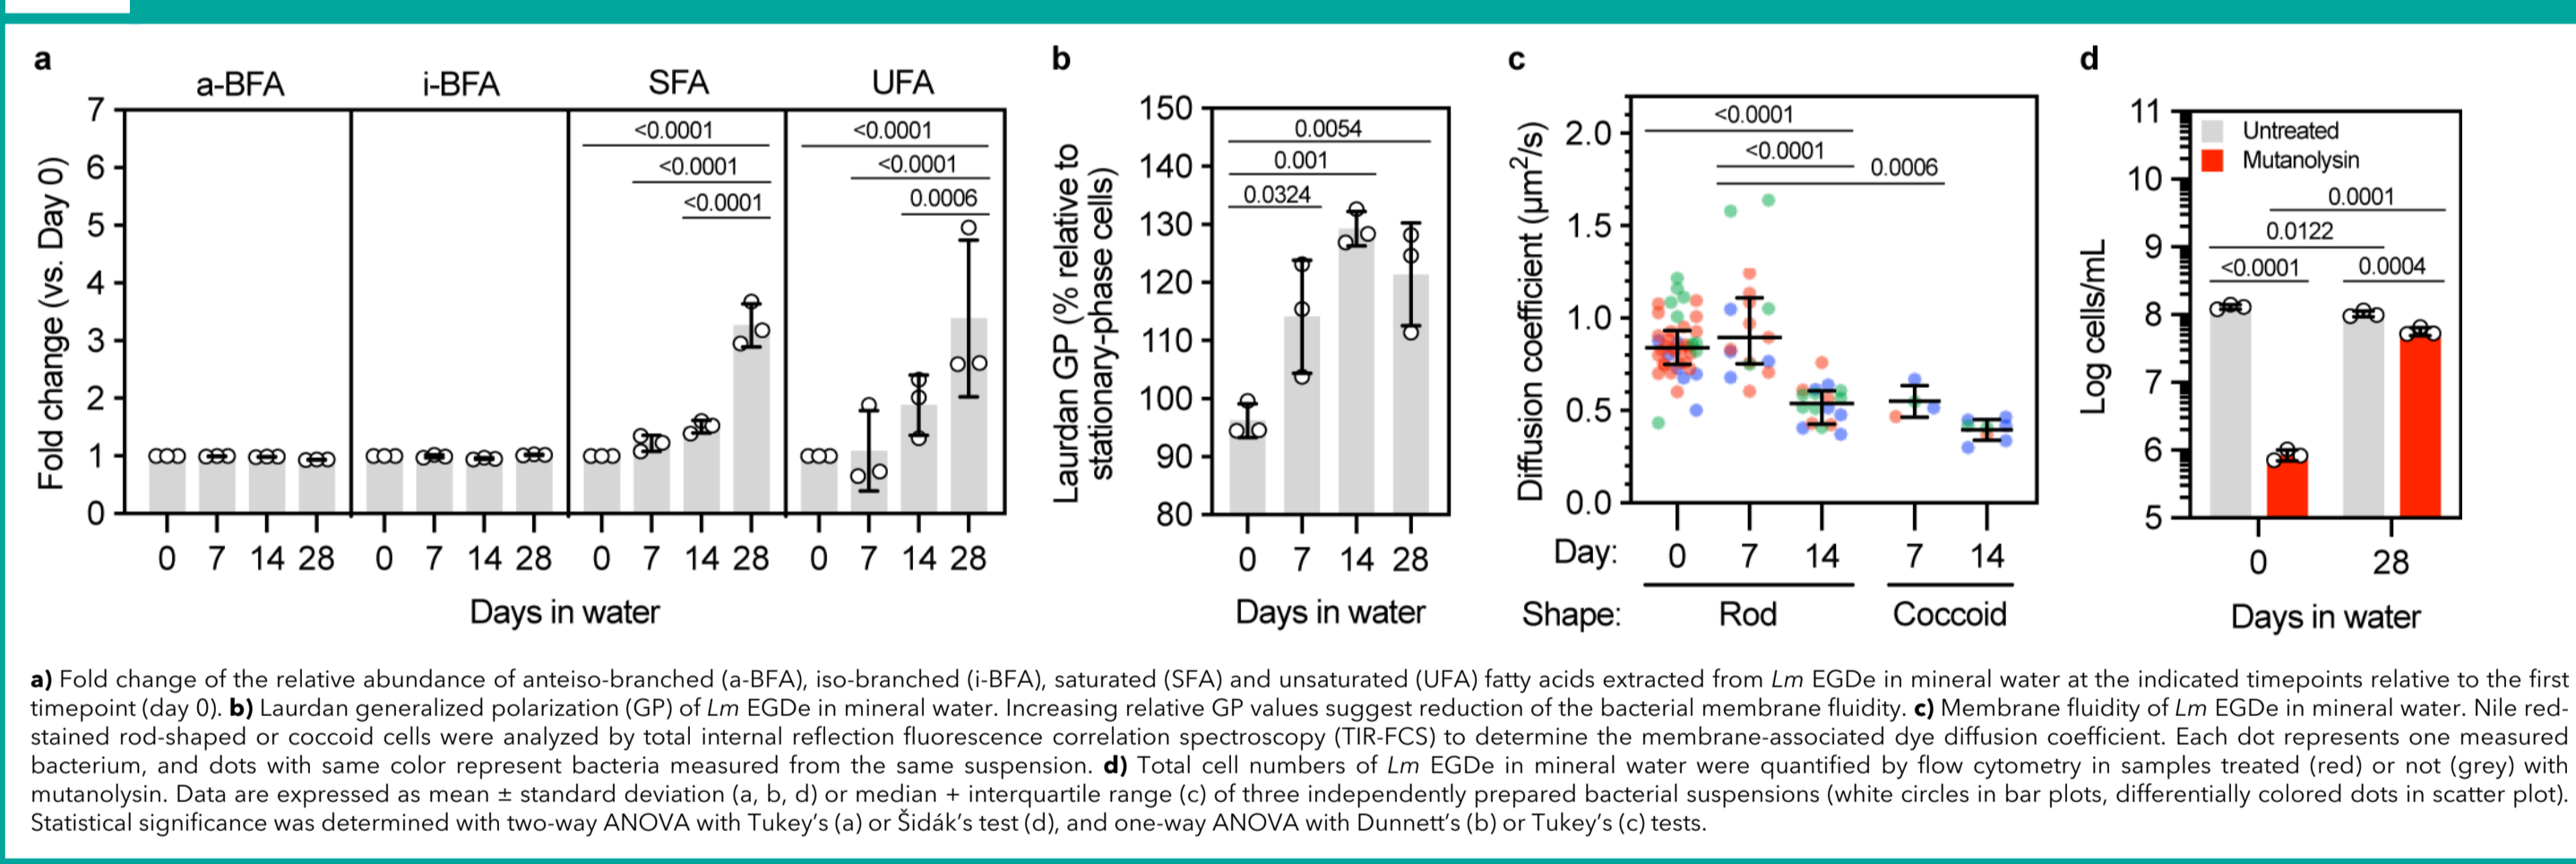 a
a-BFA i-BFA SFA UFA
Fold change (vs. Day 0)
7
6
5
4
3
2
1
0
<0.0001
<0.0001
<0.0001
<0.0001
<0.0001
0.0006
0 7 14 28 0 7 14 28 0 7 14 28 0 7 14 28
Days in water
b
Laurdan GP (% relative to
stationary-phase cells)
150
140
130
120
110
100
90
80
0.0054
0.001
0.0324
0 7 14 28
Days in water
c
Diffusion coefficient (µm²/s)
2.0
1.5
1.0
0.5
0.0
<0.0001
<0.0001
0.0006
Day: 0 7 14 7 14
Shape: Rod Coccoid
d
Log cells/mL
11
10
9
8
7
6
5
Untreated
Mutanolysin
0.0001
0.0122
<0.0001 0.0004
0 28
Days in water
a) Fold change of the relative abundance of anteiso-branched (a-BFA), iso-branched (i-BFA), saturated (SFA) and unsaturated (UFA) fatty acids extracted from Lm EGDe in mineral water at the indicated timepoints relative to the first
timepoint (day 0). b) Laurdan generalized polarization (GP) of Lm EGDe in mineral water. Increasing relative GP values suggest reduction of the bacterial membrane fluidity. c) Membrane fluidity of Lm EGDe in mineral water. Nile red-
stained rod-shaped or coccoid cells were analyzed by total internal reflection fluorescence correlation spectroscopy (TIR-FCS) to determine the membrane-associated dye diffusion coefficient. Each dot represents one measured
bacterium, and dots with same color represent bacteria measured from the same suspension. d) Total cell numbers of Lm EGDe in mineral water were quantified by flow cytometry in samples treated (red) or not (grey) with
mutanolysin. Data are expressed as mean ± standard deviation (a, b, d) or median + interquartile range (c) of three independently prepared bacterial suspensions (white circles in bar plots, differentially colored dots in scatter plot).
Statistical significance was determined with two-way ANOVA with Tukey's (a) or Šidák's test (d), and one-way ANOVA with Dunnett's (b) or Tukey's (c) tests.